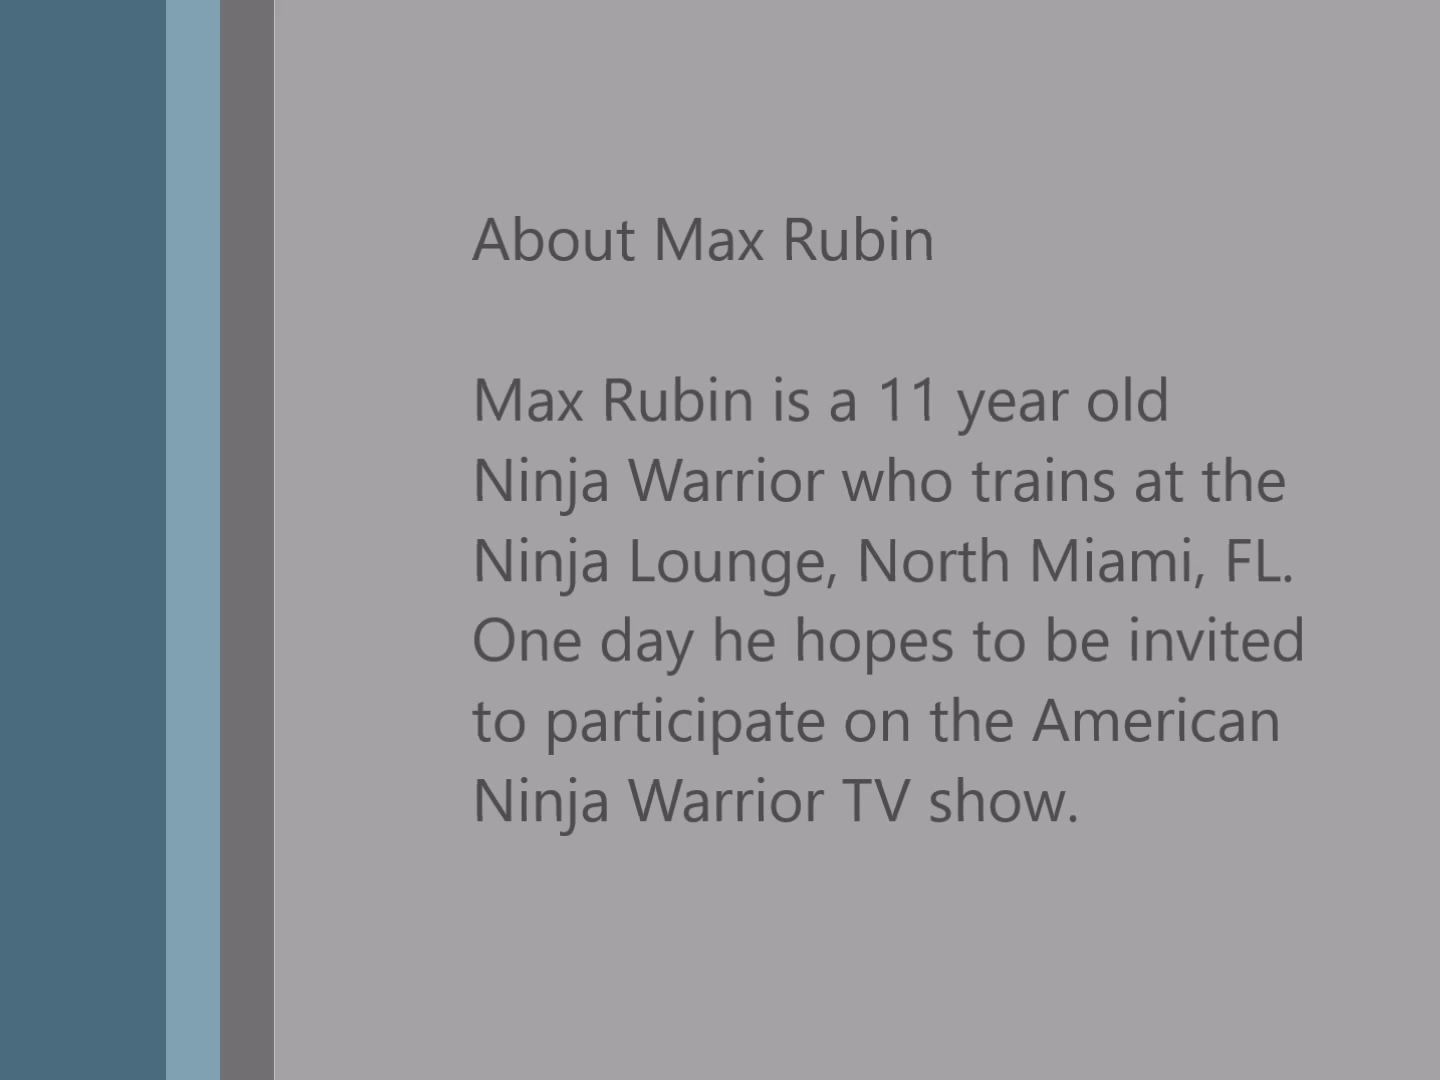 About Max Rubin
Max Rubin is a 11 year old
Ninja Warrior who trains at the
Ninja Lounge, North Miami, FL.
One day he hopes to be invited
to participate on the American
Ninja Warrior TV show.